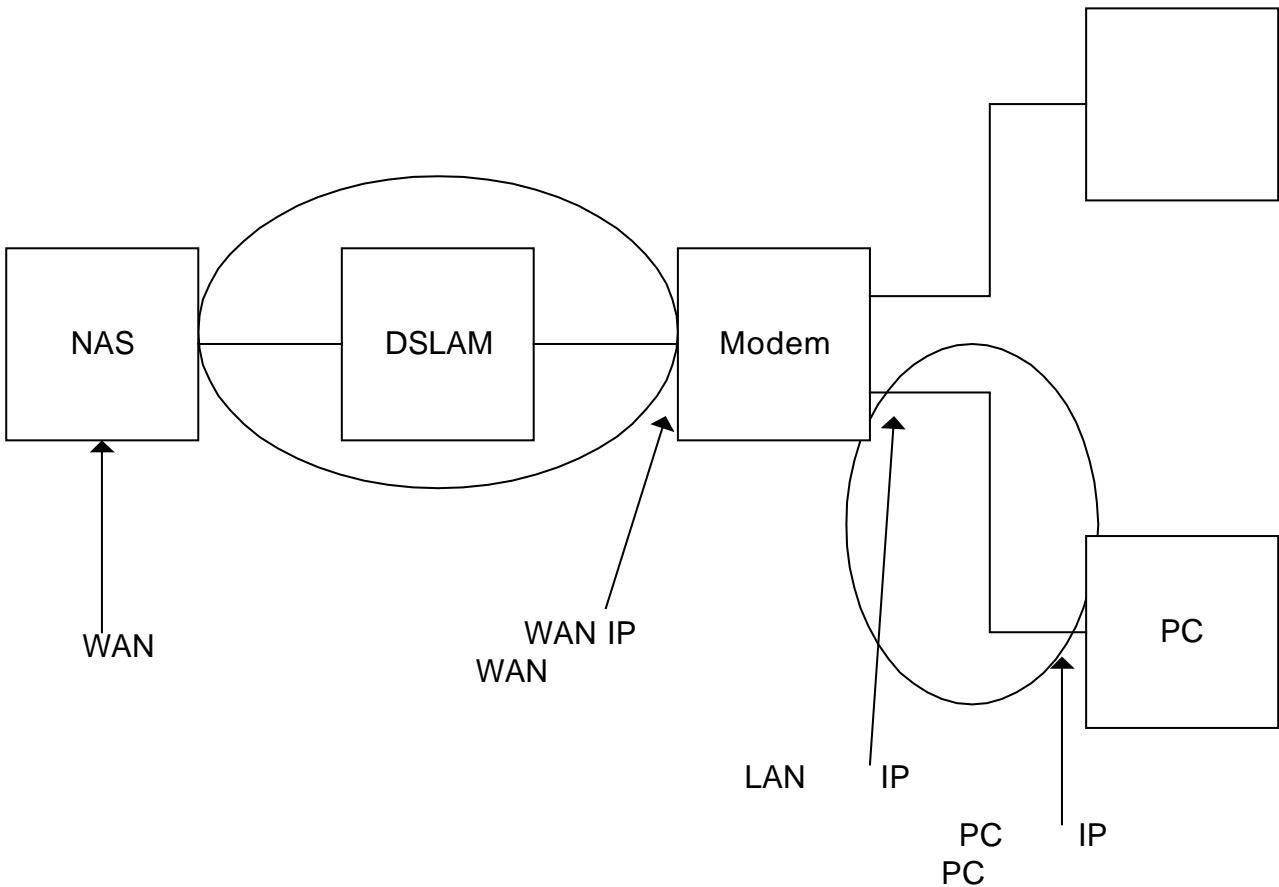 NAS
DSLAM
Modem
PC
WAN
WAN IP
WAN
LAN IP
PC IP
PC